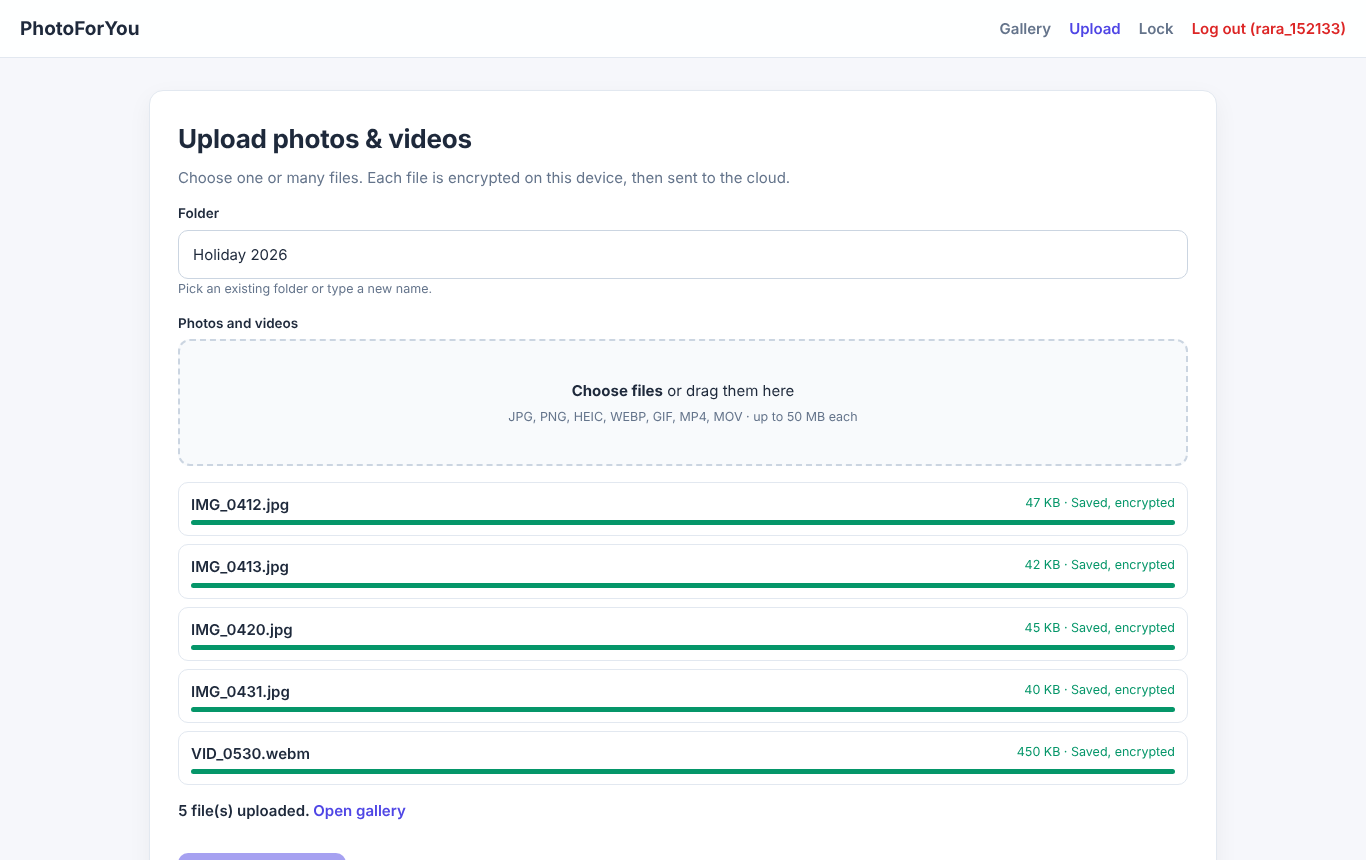 PhotoForYou
Gallery Upload Lock Log out (rara_152133)
Upload photos & videos
Choose one or many files. Each file is encrypted on this device, then sent to the cloud.
Folder
Holiday 2026
Pick an existing folder or type a new name.
Photos and videos
Choose files or drag them here
JPG, PNG, HEIC, WEBP, GIF, MP4, MOV · up to 50 MB each
IMG_0412.jpg 47 KB · Saved, encrypted
IMG_0413.jpg 42 KB · Saved, encrypted
IMG_0420.jpg 45 KB · Saved, encrypted
IMG_0431.jpg 40 KB · Saved, encrypted
VID_0530.webm 450 KB · Saved, encrypted
5 file(s) uploaded. Open gallery